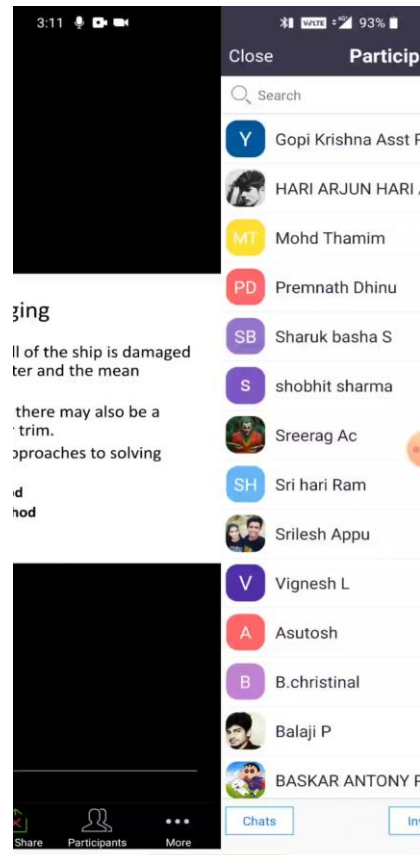 3:11
VoLTE 4G 93%
Close Particip
Search
Y Gopi Krishna Asst P
HARI ARJUN HARI A
MT Mohd Thamim
PD Premnath Dhinu
SB Sharuk basha S
s shobhit sharma
Sreerag Ac
SH Sri hari Ram
Srilesh Appu
V Vignesh L
A Asutosh
B B.christinal
Balaji P
BASKAR ANTONY P
Chats In
ging
ll of the ship is damaged
ter and the mean
there may also be a
trim.
pproaches to solving
d
hod
Share Participants More